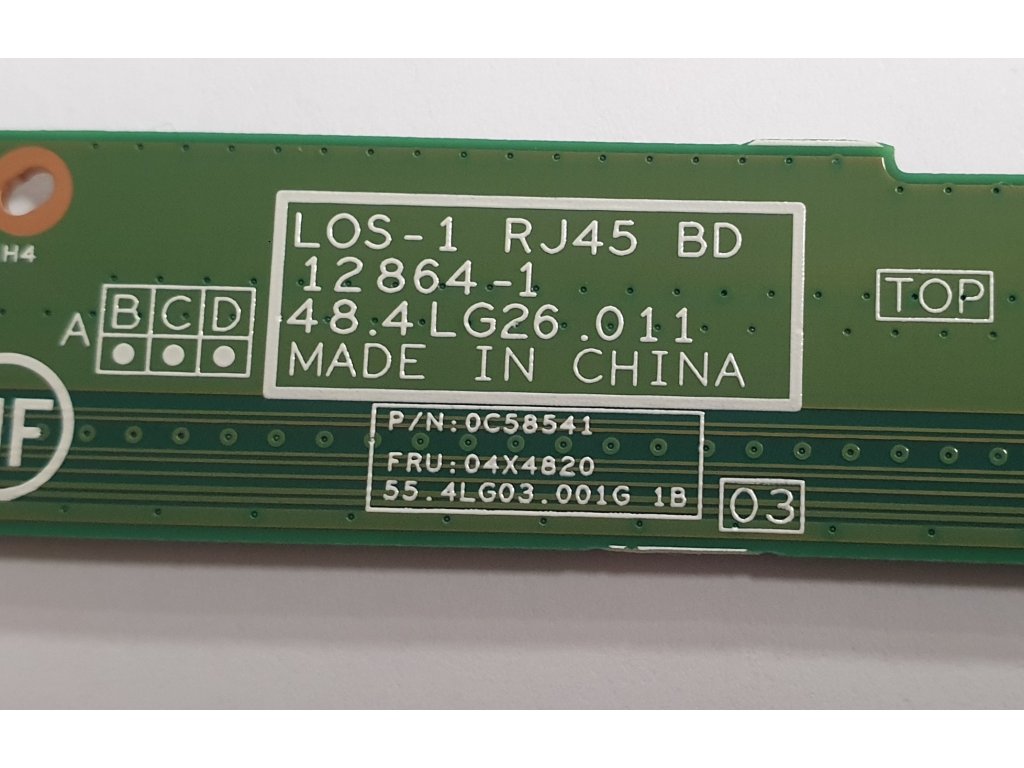 LOS-1 RJ45 BD
12864-1
48.4LG26.011
MADE IN CHINA
H4
A
B C D
TOP
P/N:0C58541
FRU:04X4820
55.4LG03.001G 1B
03